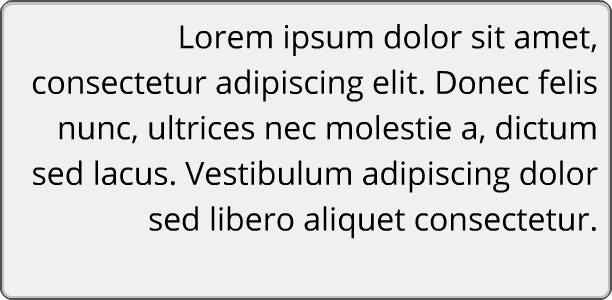 Lorem ipsum dolor sit amet,
consectetur adipiscing elit. Donec felis
nunc, ultrices nec molestie a, dictum
sed lacus. Vestibulum adipiscing dolor
sed libero aliquet consectetur.